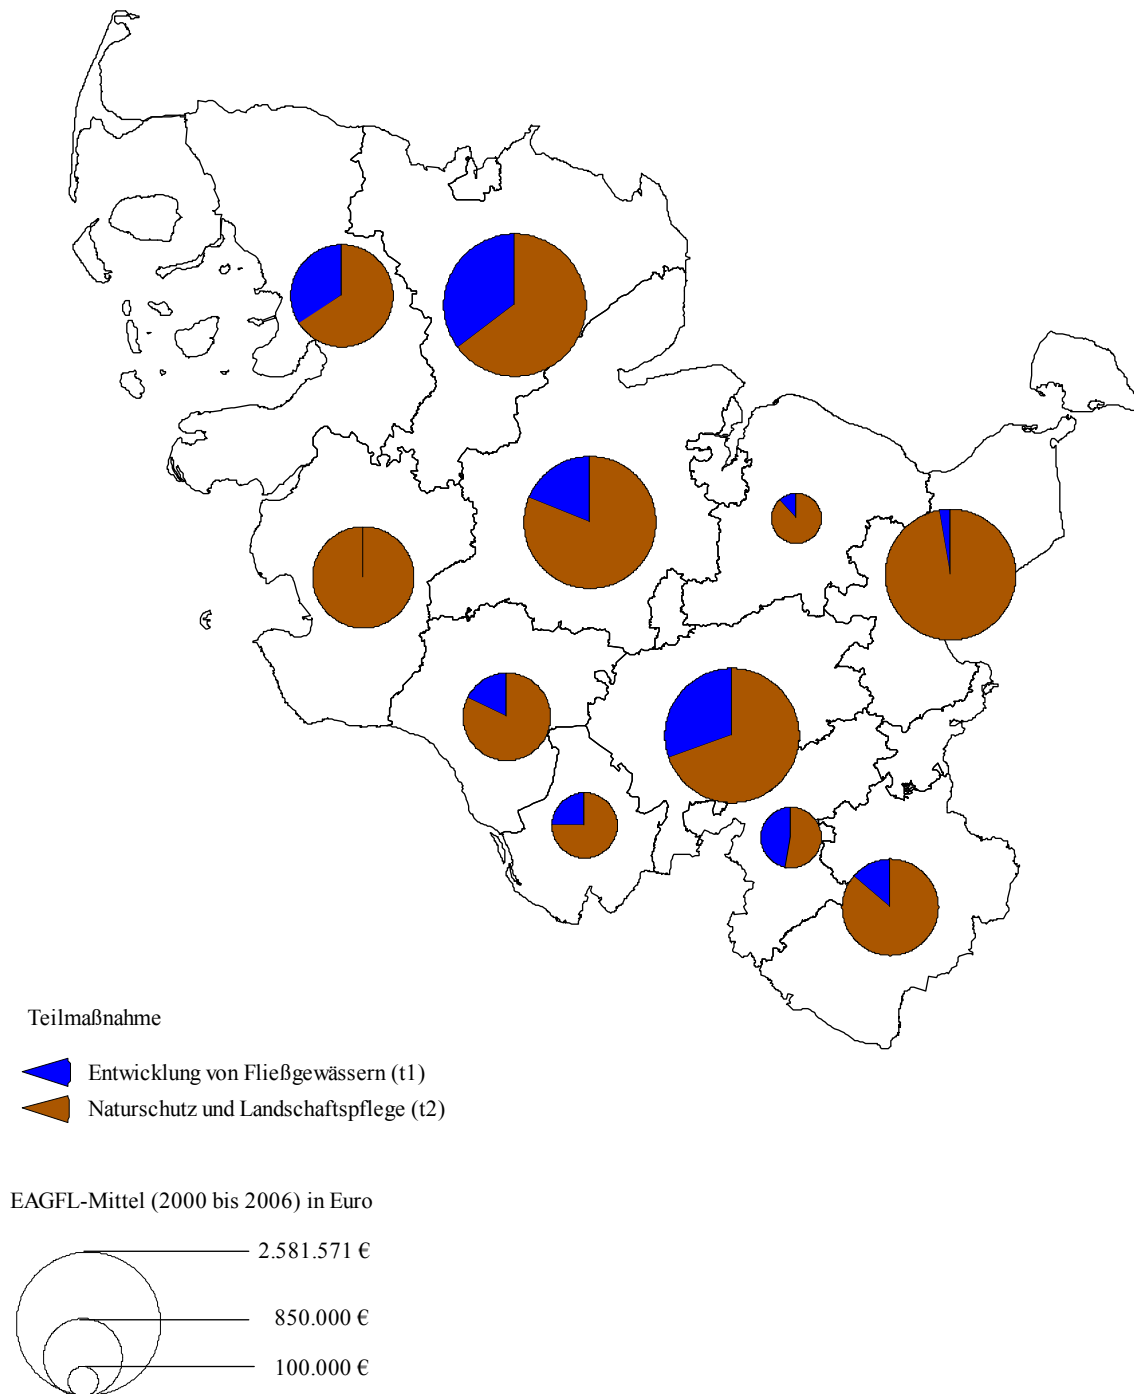 Teilmaßnahme
Entwicklung von Fließgewässern (t1)
Naturschutz und Landschaftspflege (t2)
EAGFL-Mittel (2000 bis 2006) in Euro
2.581.571 €
850.000 €
100.000 €